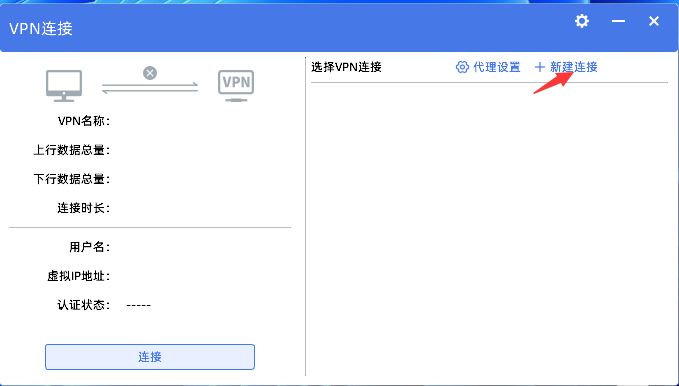 VPN连接
VPN
VPN名称：
上行数据总量：
下行数据总量：
连接时长：
用户名：
虚拟IP地址：
认证状态： -----
连接
选择VPN连接 代理设置 + 新建连接